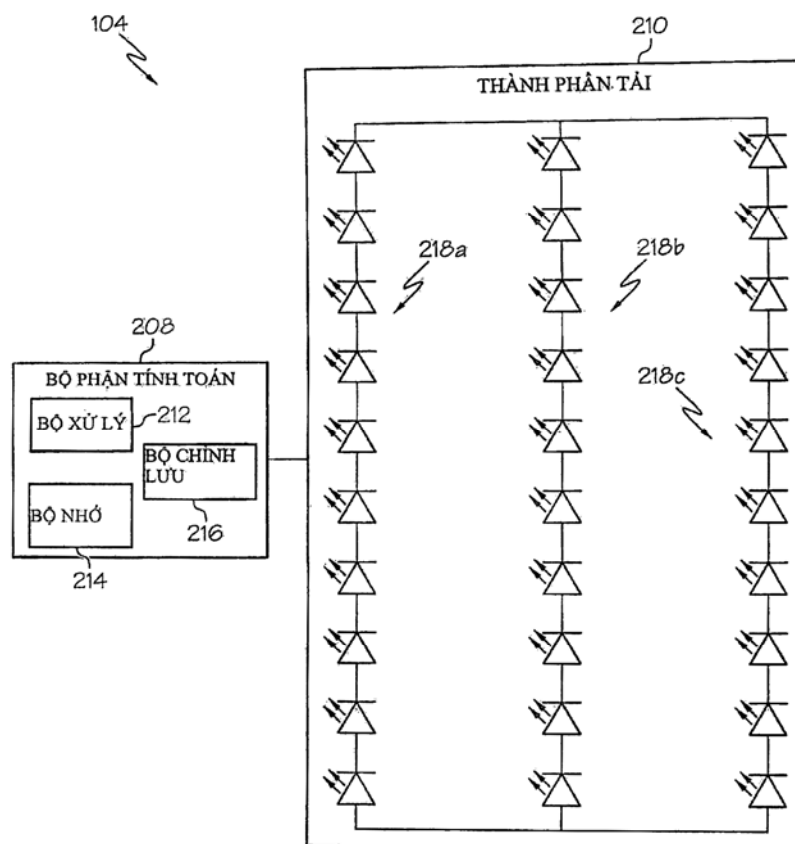 104
210
THÀNH PHẦN TẢI
218a
218b
208
BỘ PHẬN TÍNH TOÁN
218c
BỘ XỬ LÝ
212
BỘ CHỈNH
LƯU
BỘ NHỚ
216
214